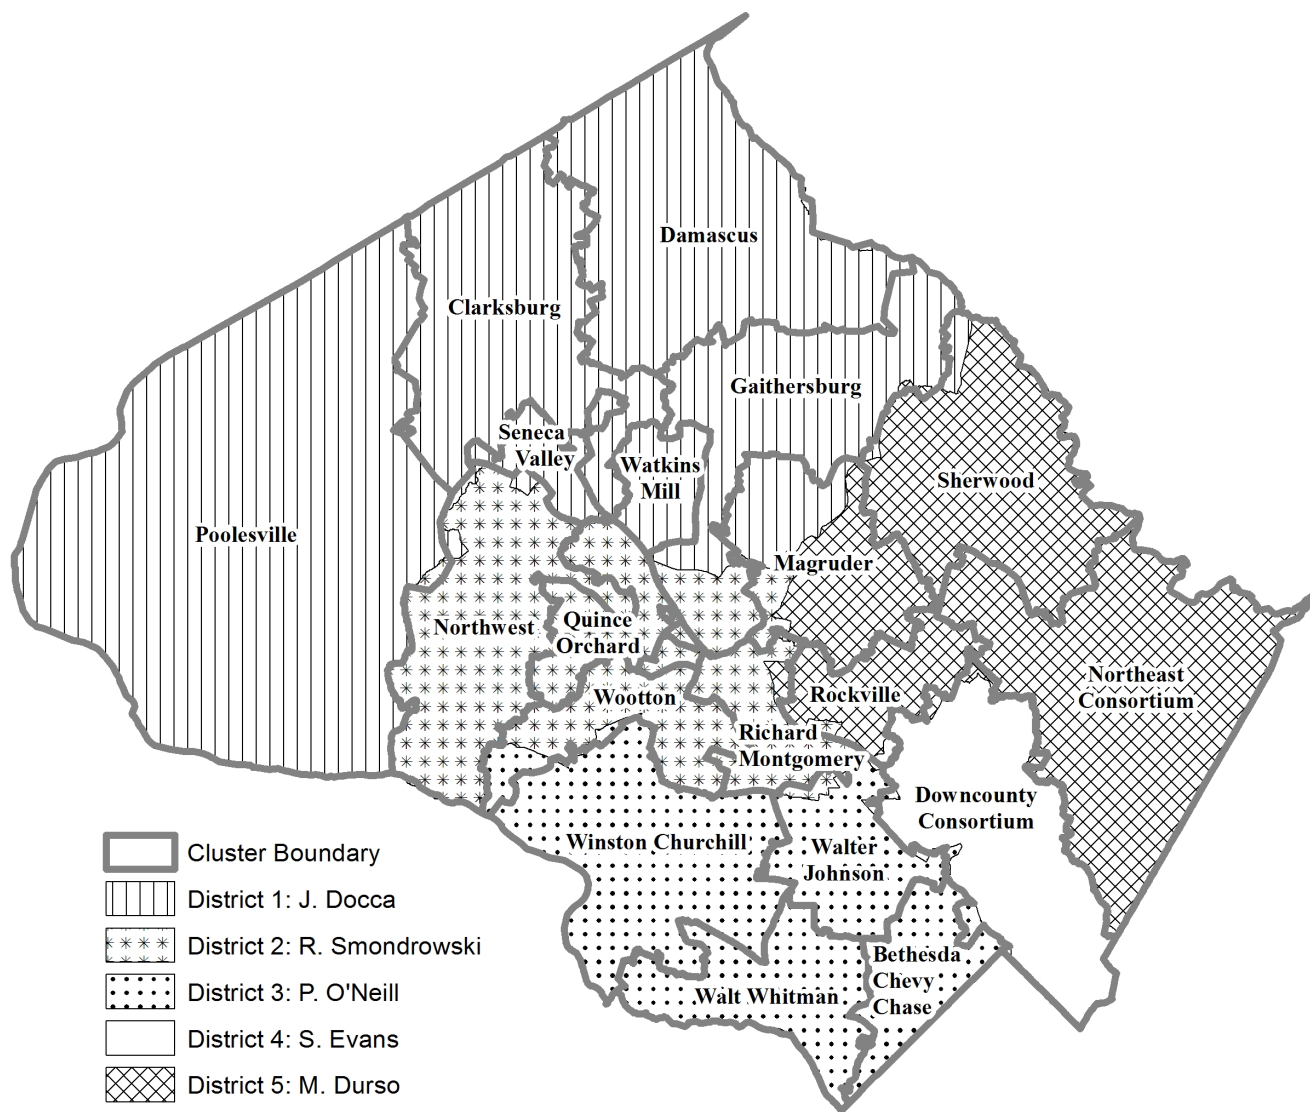 Damascus
Clarksburg
Gaithersburg
Seneca
Valley
Watkins
Mill
Sherwood
Poolesville
Magruder
Northwest
Quince
Orchard
Northeast
Consortium
Wootton
Rockville
Richard
Montgomery
Downcounty
Consortium
Winston Churchill
Walter
Johnson
Bethesda
Chevy
Chase
Walt Whitman
Cluster Boundary
District 1: J. Docca
District 2: R. Smondrowski
District 3: P. O'Neill
District 4: S. Evans
District 5: M. Durso